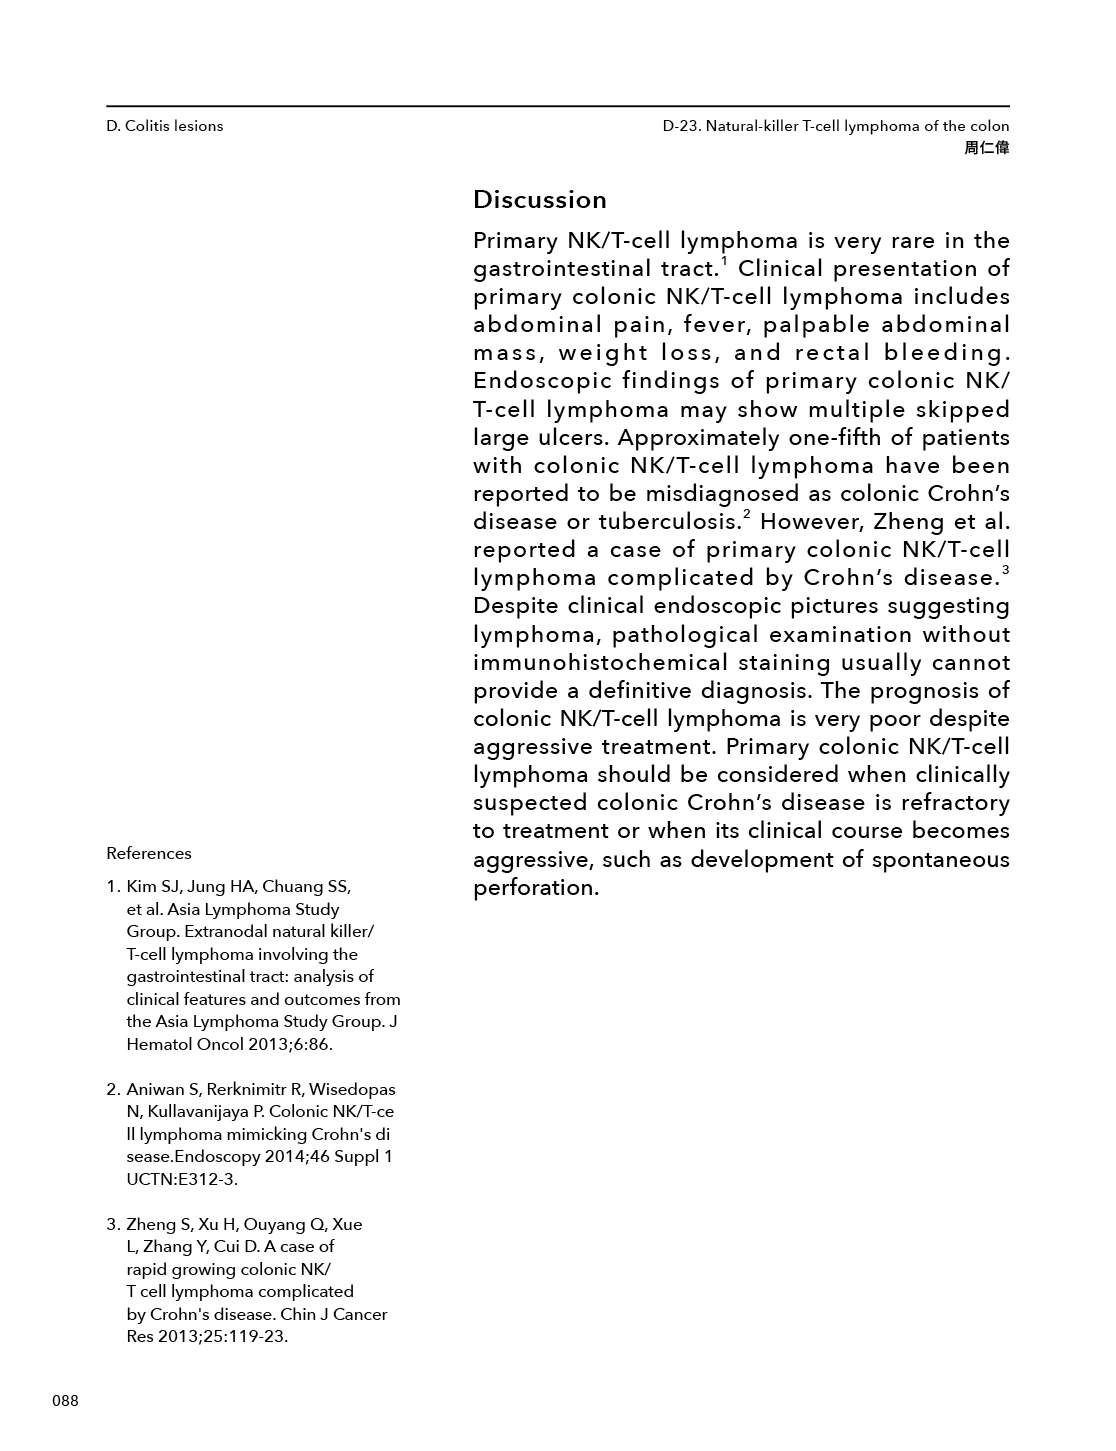 D. Colitis lesions
D-23. Natural-killer T-cell lymphoma of the colon
周仁偉
Discussion
Primary NK/T-cell lymphoma is very rare in the
gastrointestinal tract.1 Clinical presentation of
primary colonic NK/T-cell lymphoma includes
abdominal pain, fever, palpable abdominal
mass, weight loss, and rectal bleeding.
Endoscopic findings of primary colonic NK/
T-cell lymphoma may show multiple skipped
large ulcers. Approximately one-fifth of patients
with colonic NK/T-cell lymphoma have been
reported to be misdiagnosed as colonic Crohn’s
disease or tuberculosis.2 However, Zheng et al.
reported a case of primary colonic NK/T-cell
lymphoma complicated by Crohn’s disease.3
Despite clinical endoscopic pictures suggesting
lymphoma, pathological examination without
immunohistochemical staining usually cannot
provide a definitive diagnosis. The prognosis of
colonic NK/T-cell lymphoma is very poor despite
aggressive treatment. Primary colonic NK/T-cell
lymphoma should be considered when clinically
suspected colonic Crohn’s disease is refractory
to treatment or when its clinical course becomes
aggressive, such as development of spontaneous
perforation.
References
1. Kim SJ, Jung HA, Chuang SS,
et al. Asia Lymphoma Study
Group. Extranodal natural killer/
T-cell lymphoma involving the
gastrointestinal tract: analysis of
clinical features and outcomes from
the Asia Lymphoma Study Group. J
Hematol Oncol 2013;6:86.
2. Aniwan S, Rerknimitr R, Wisedopas
N, Kullavanijaya P. Colonic NK/T-ce
ll lymphoma mimicking Crohn's di
sease.Endoscopy 2014;46 Suppl 1
UCTN:E312-3.
3. Zheng S, Xu H, Ouyang Q, Xue
L, Zhang Y, Cui D. A case of
rapid growing colonic NK/
T cell lymphoma complicated
by Crohn's disease. Chin J Cancer
Res 2013;25:119-23.
088